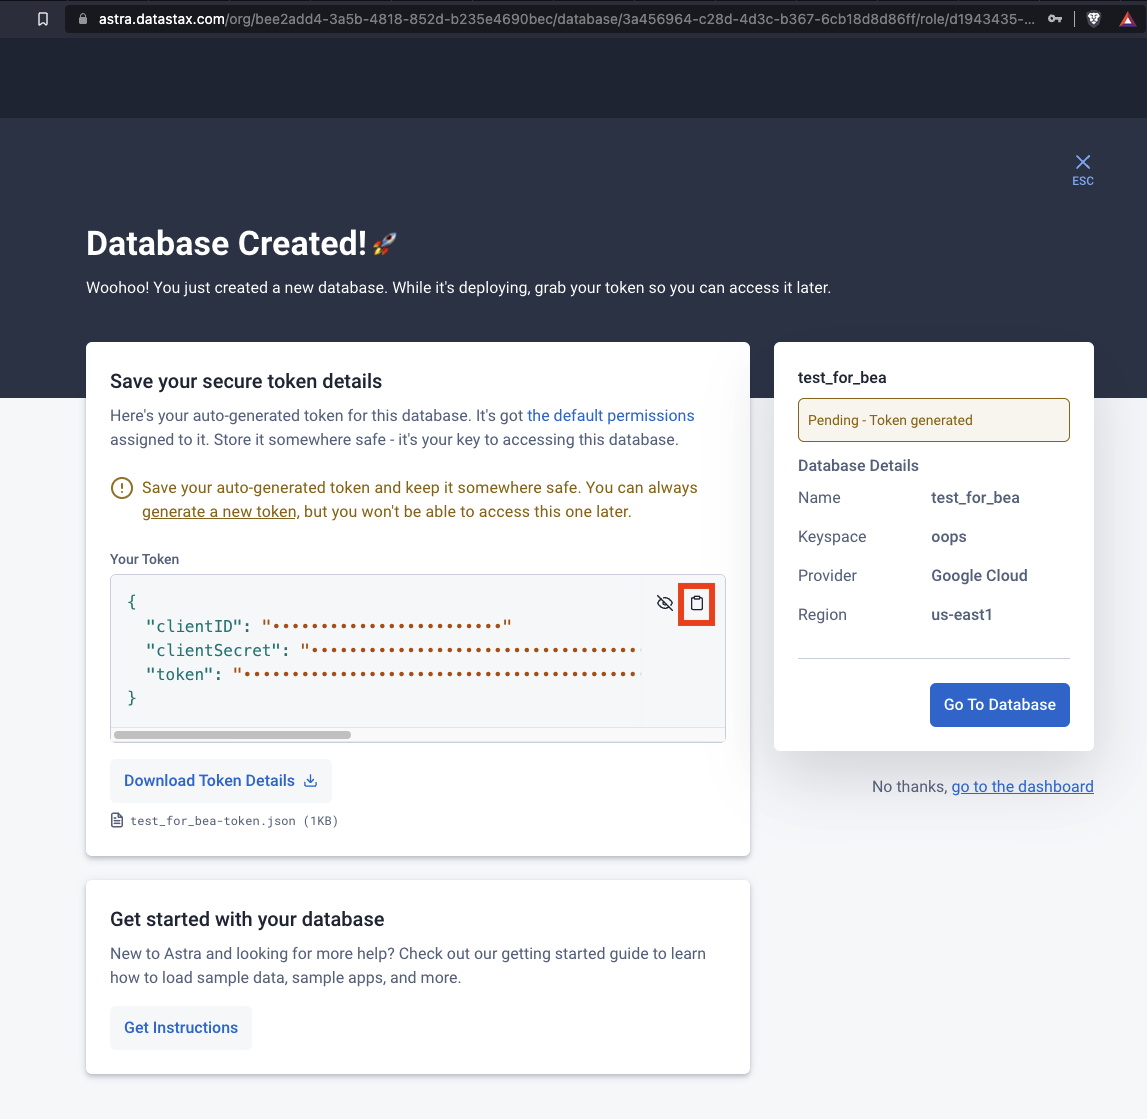 astra.datastax.com/org/bee2add4-3a5b-4818-852d-b235e4690bec/database/3a456964-c28d-4d3c-b367-6cb18d8d86ff/role/d1943435-...
ESC
Database Created!🚀
Woohoo! You just created a new database. While it's deploying, grab your token so you can access it later.
Save your secure token details
Here's your auto-generated token for this database. It's got the default permissions
assigned to it. Store it somewhere safe - it's your key to accessing this database.
Save your auto-generated token and keep it somewhere safe. You can always
generate a new token, but you won't be able to access this one later.
Your Token
{
"clientID": "••••••••••••••••••••••••"
"clientSecret": "••••••••••••••••••••••••••••••••••
"token": "•••••••••••••••••••••••••••••••••••••••••
}
Download Token Details
test_for_bea-token.json (1KB)
Get started with your database
New to Astra and looking for more help? Check out our getting started guide to learn
how to load sample data, sample apps, and more.
Get Instructions
test_for_bea
Pending - Token generated
Database Details
Name test_for_bea
Keyspace oops
Provider Google Cloud
Region us-east1
Go To Database
No thanks, go to the dashboard